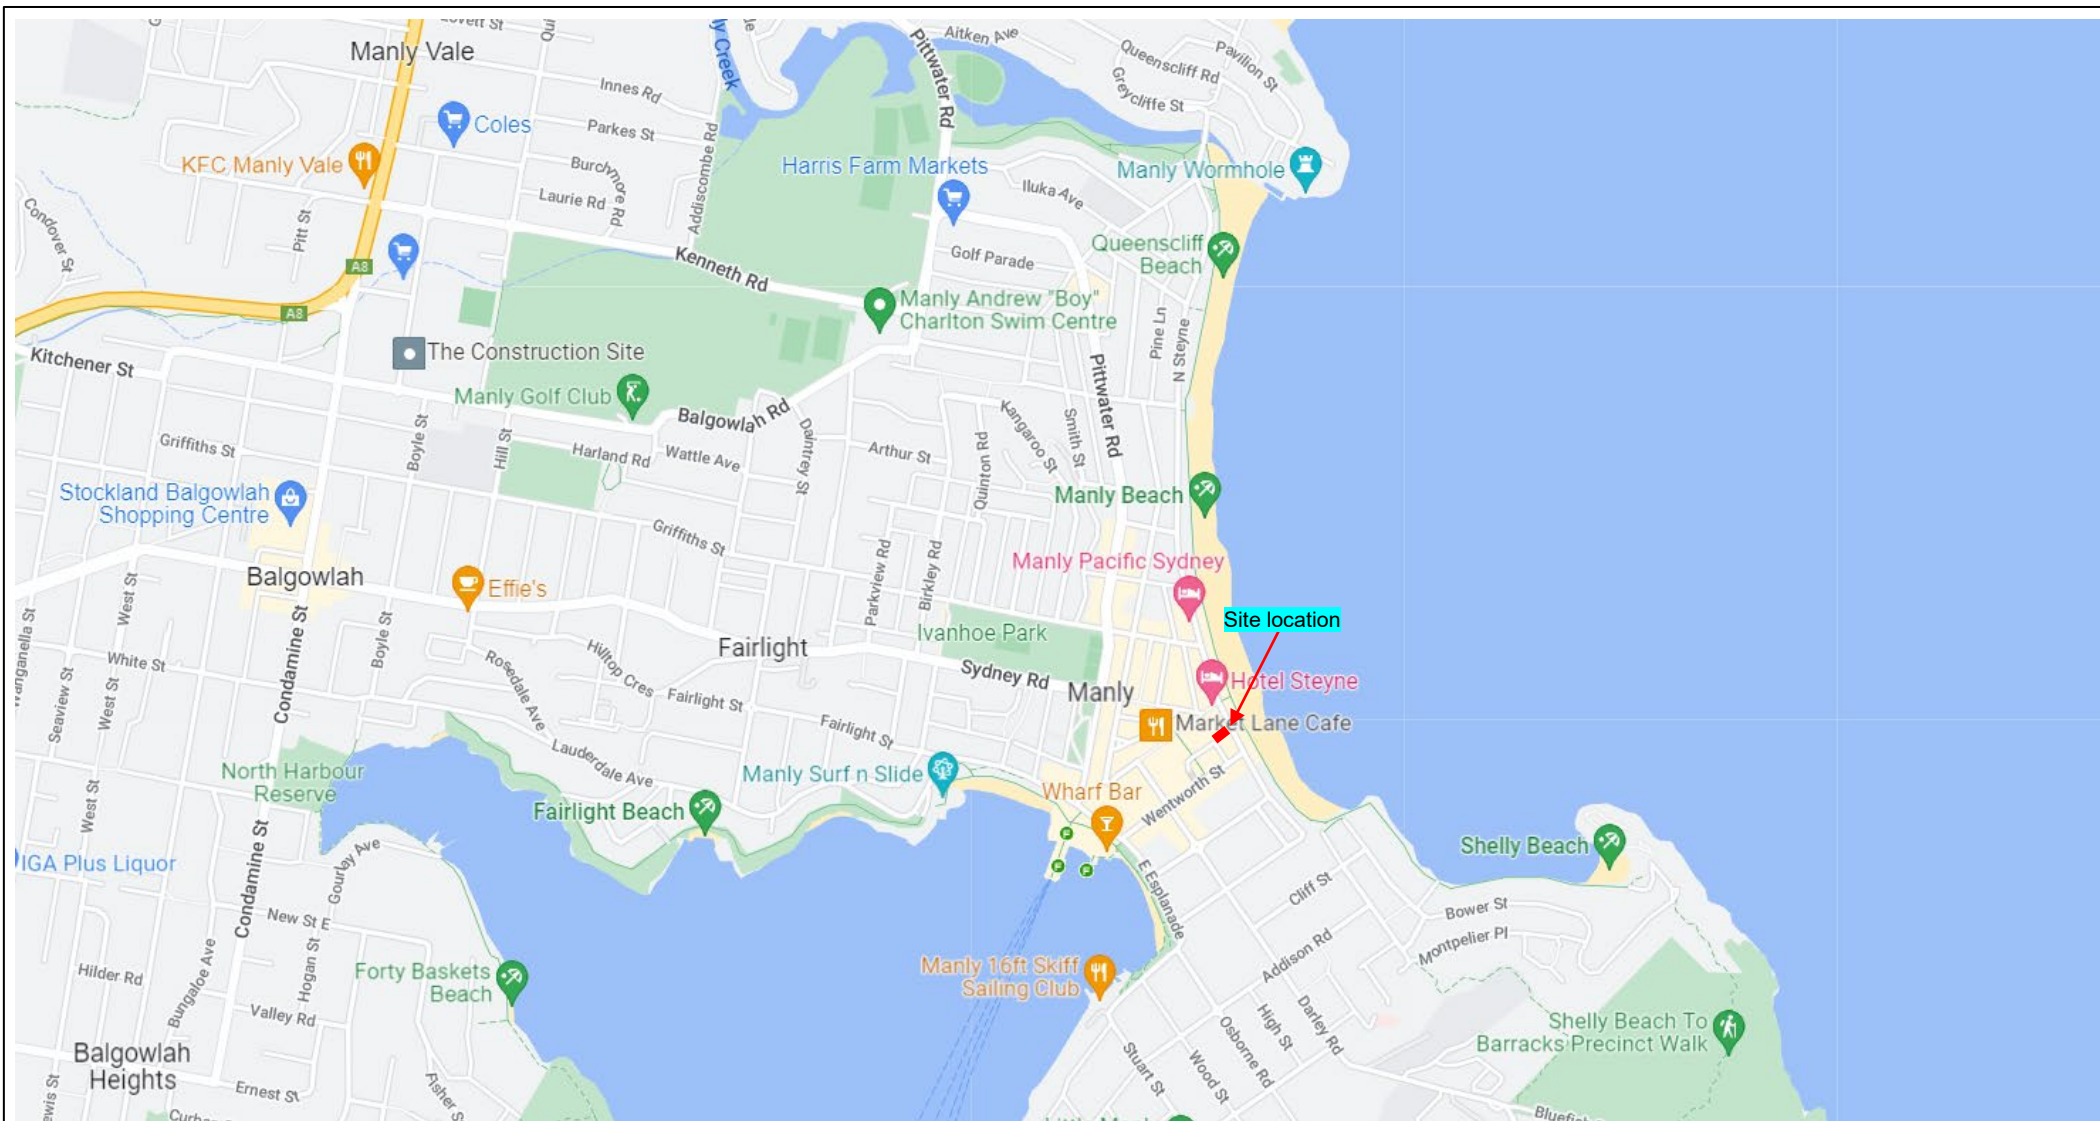 Lovett St
Manly Vale
Innes Rd
Parkes St
Coles
KFC Manly Vale
Burchmore Rd
Laurie Rd
Addiscombe Rd
Pitt St
Condover St
A8
A8
Kitchener St
Pittwater Rd
Aitken Ave
Queenscliff Rd
Pavilion St
Greycliffe St
Harris Farm Markets
Manly Wormhole
Iluka Ave
Golf Parade
Queenscliff
Beach
Kenneth Rd
Manly Andrew "Boy"
Charlton Swim Centre
Pine Ln
N Steyne
The Construction Site
Manly Golf Club
Balgowlah Rd
Pittwater Rd
Griffiths St
Boyle St
Hill St
Harland Rd
Wattle Ave
Daintrey St
Arthur St
Quinton Rd
Kangaroo St
Smith St
Stockland Balgowlah
Shopping Centre
Manly Beach
Griffiths St
Parkview Rd
Birkley Rd
Manly Pacific Sydney
Balgowlah
Effie's
West St
Site location
Ivanhoe Park
Fairlight
Sydney Rd
Manly
Hotel Steyne
Market Lane Cafe
White St
Seaview St
West St
Condamine St
Boyle St
Rosedale Ave
Hilltop Cres
Fairlight St
Fairlight St
Lauderdale Ave
Manly Surf n Slide
North Harbour
Reserve
Fairlight Beach
Wharf Bar
Wentworth St
West St
IGA Plus Liquor
Condamine St
Gourlay Ave
E Esplanade
Shelly Beach
Cliff St
Bower St
Montpelier Pl
Addison Rd
New St E
Hogan St
Hilder Rd
Bungaloe Ave
Valley Rd
Forty Baskets
Beach
Manly 16ft Skiff
Sailing Club
Osborne Rd
High St
Darley Rd
Shelly Beach To
Barracks Precinct Walk
Balgowlah
Heights
Ernest St
Fisher S
Stuart St
Wood St